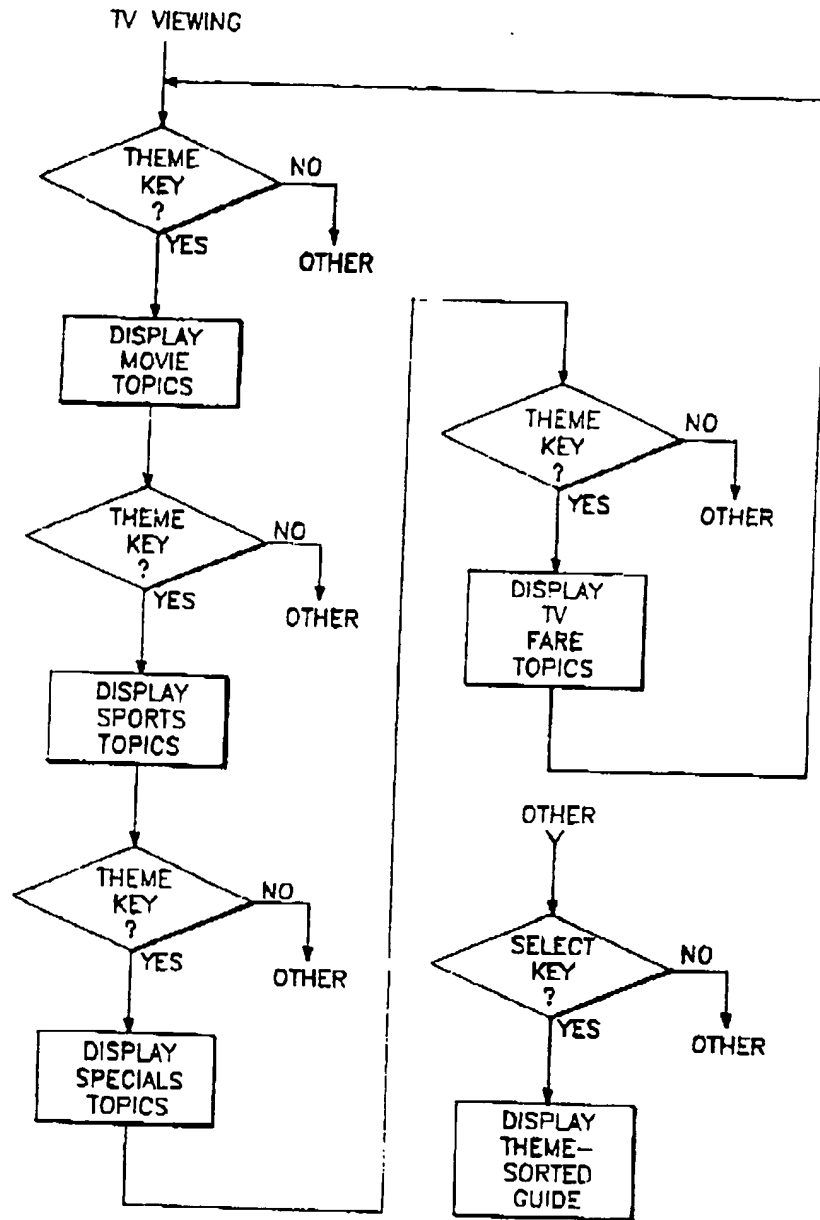 TV VIEWING
THEME
KEY
?
NO
YES
OTHER
DISPLAY
MOVIE
TOPICS
THEME
KEY
?
NO
YES
OTHER
DISPLAY
SPORTS
TOPICS
THEME
KEY
?
NO
YES
OTHER
DISPLAY
SPECIALS
TOPICS
THEME
KEY
?
NO
YES
OTHER
DISPLAY
TV
FARE
TOPICS
OTHER
SELECT
KEY
?
NO
YES
OTHER
DISPLAY
THEME-
SORTED
GUIDE